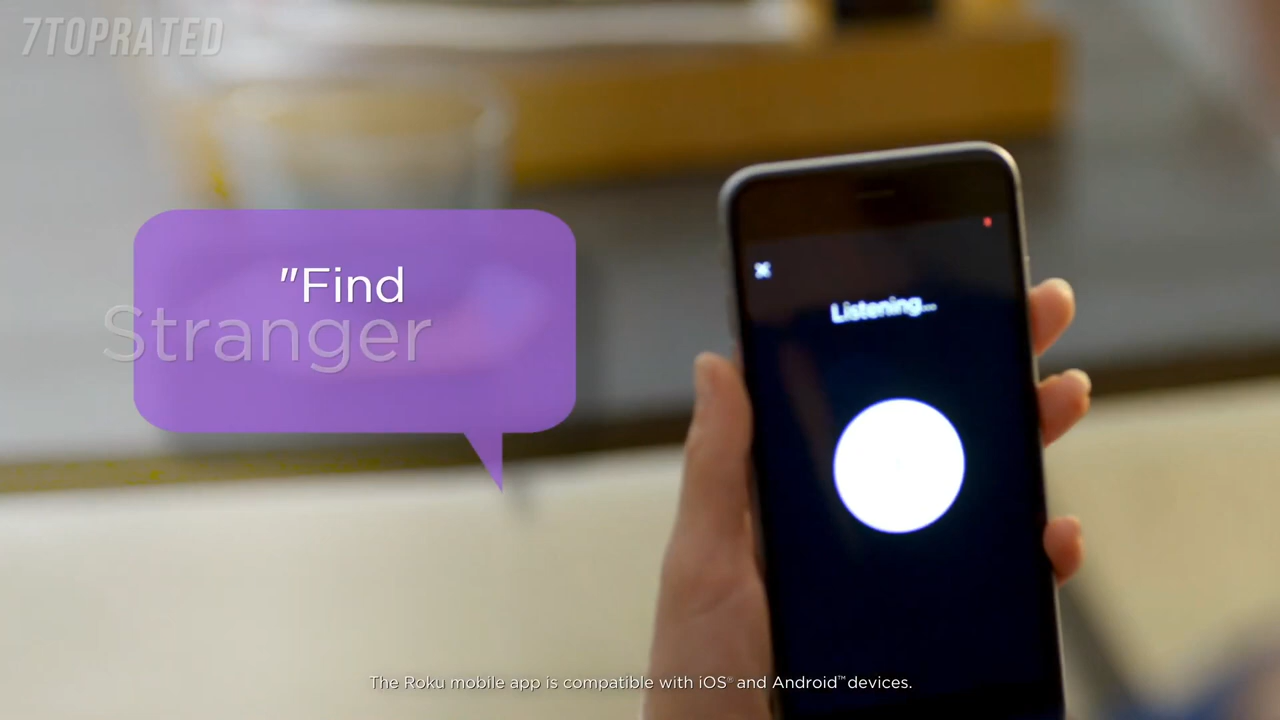 7TOPRATED
"Find
Stranger
Listening...
The Roku mobile app is compatible with iOS® and Android™ devices.